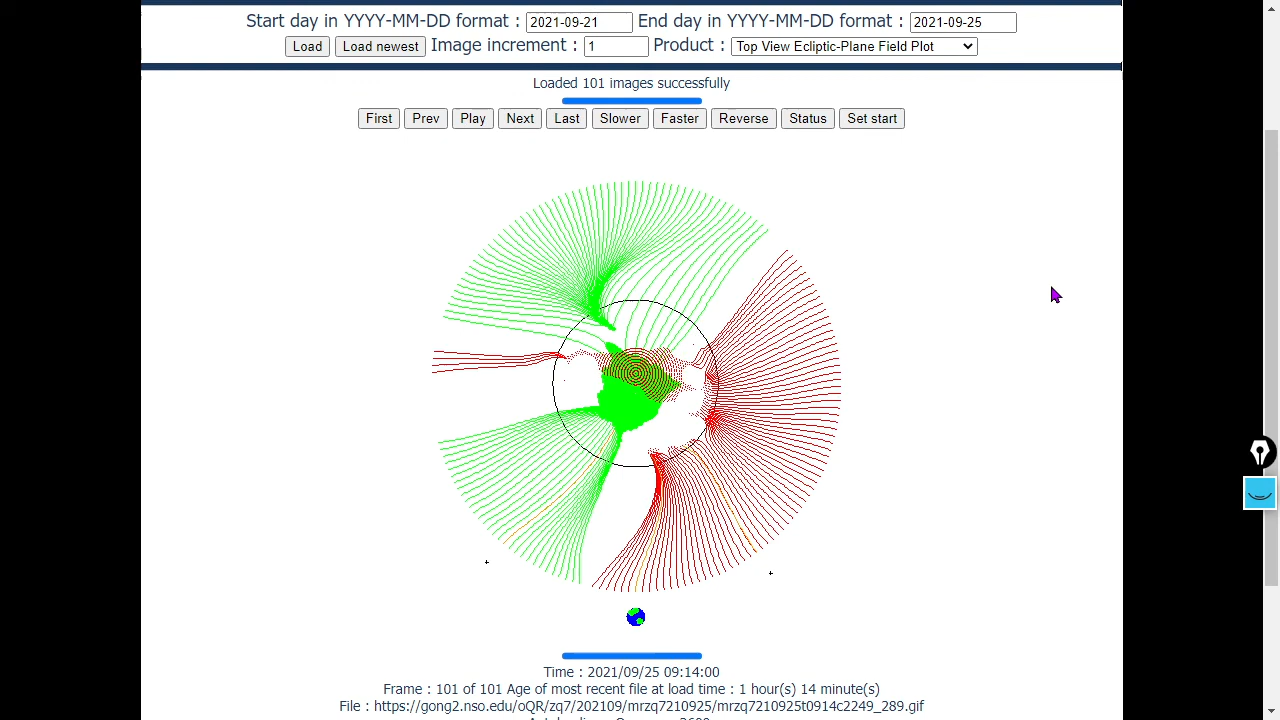 Start day in YYYY-MM-DD format : 2021-09-21 End day in YYYY-MM-DD format : 2021-09-25
Load Load newest Image increment : 1 Product : Top View Ecliptic-Plane Field Plot
Loaded 101 images successfully
First Prev Play Next Last Slower Faster Reverse Status Set start
Time : 2021/09/25 09:14:00
Frame : 101 of 101 Age of most recent file at load time : 1 hour(s) 14 minute(s)
File : https://gong2.nso.edu/oQR/zq7/202109/mrzq7210925/mrzq7210925t0914c2249_289.gif